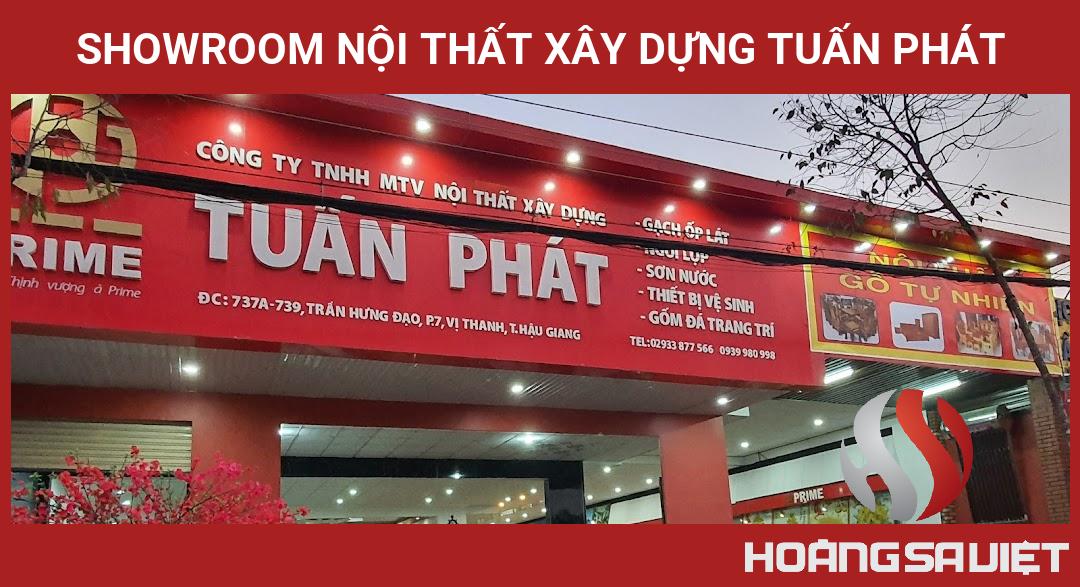 SHOWROOM NỘI THẤT XÂY DỰNG TUẤN PHÁT
PRIME
Thịnh vượng à Prime
CÔNG TY TNHH MTV NỘI THẤT XÂY DỰNG
TUẤN PHÁT
ĐC: 737A-739, TRẦN HƯNG ĐẠO, P.7, VỊ THANH, T.HẬU GIANG
- GẠCH ỐP LÁT
- NGÓI LỢP
- SƠN NƯỚC
- THIẾT BỊ VỆ SINH
- GỐM ĐÁ TRANG TRÍ
TEL:02933 877 566 0939 980 998
GỖ TỰ NHIÊN
PRIME
HOÀNGSAVIỆT